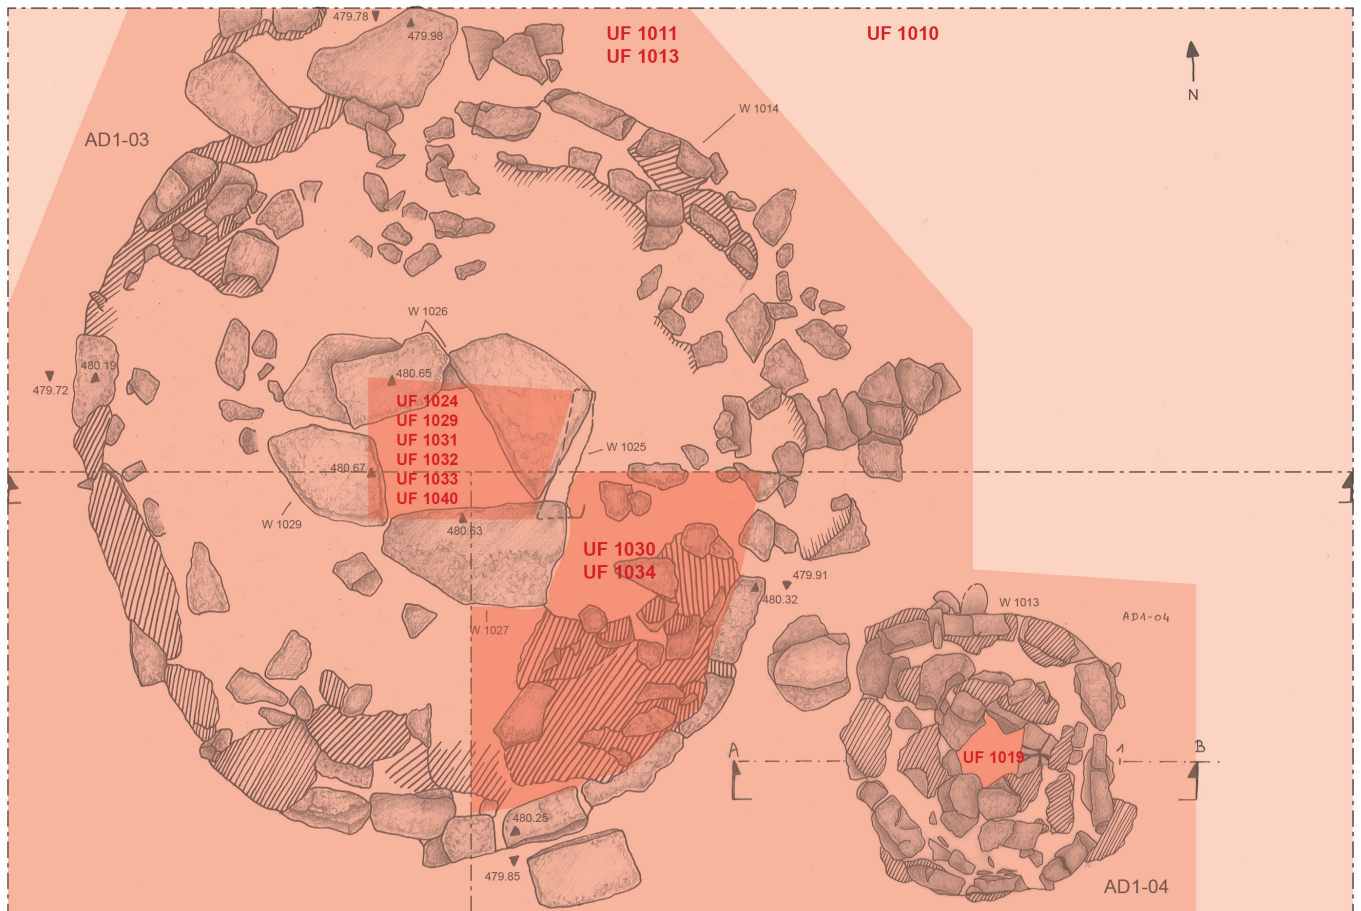 479.78
479.98
UF 1011
UF 1013
UF 1010
N
W 1014
AD1-03
W 1026
480.19
479.72
480.65
UF 1024
UF 1029
UF 1031
UF 1032
UF 1033
UF 1040
480.67
W 1025
W 1029
480.63
UF 1030
UF 1034
479.91
480.32
W 1027
W 1013
AD1-04
A
1
B
UF 1019
480.25
479.85
AD1-04